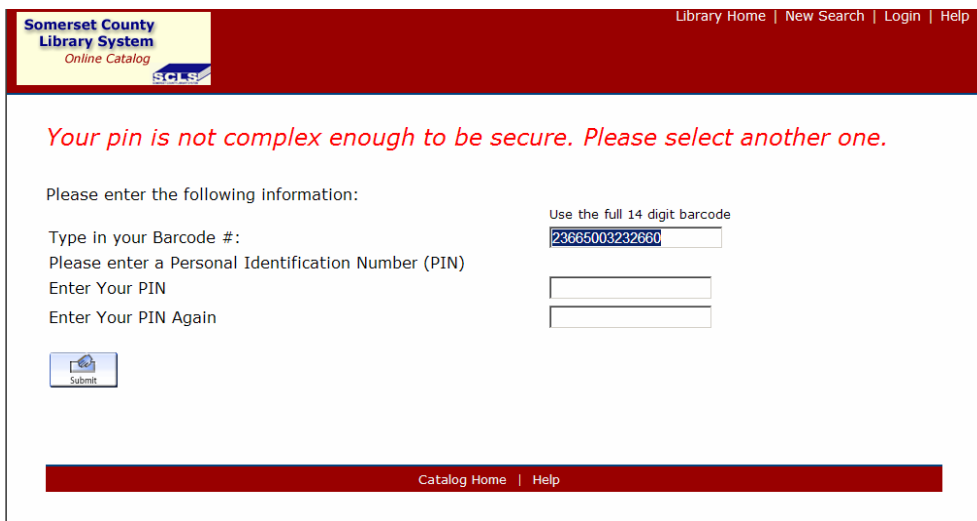 Somerset County
Library System
Online Catalog
SCLS
Library Home | New Search | Login | Help
Your pin is not complex enough to be secure. Please select another one.
Please enter the following information:
Use the full 14 digit barcode
Type in your Barcode #: 23665003232660
Please enter a Personal Identification Number (PIN)
Enter Your PIN
Enter Your PIN Again
Submit
Catalog Home | Help